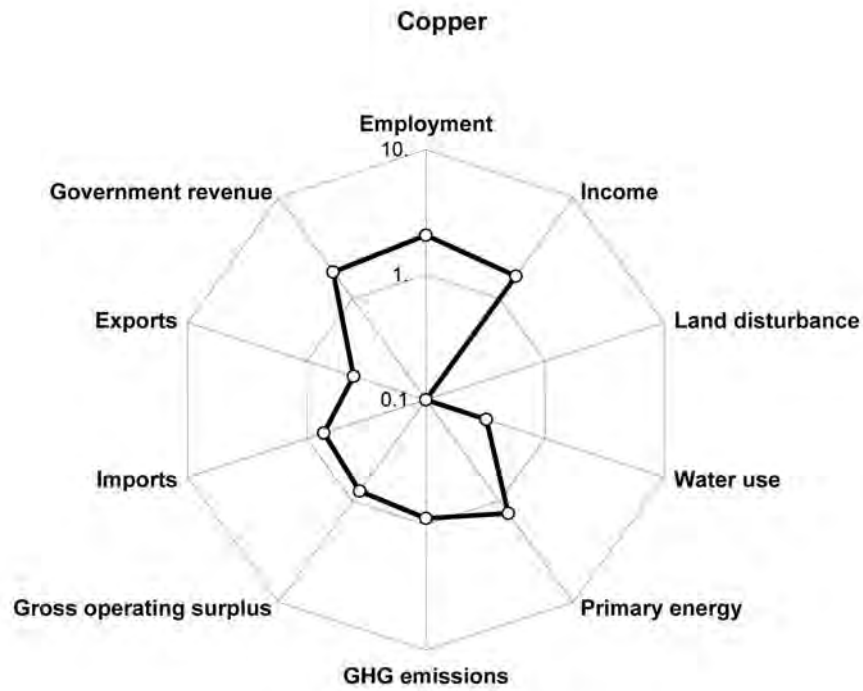 Copper
Employment
10.
Government revenue
Income
1.
Exports
Land disturbance
0.1
Imports
Water use
Gross operating surplus
Primary energy
GHG emissions